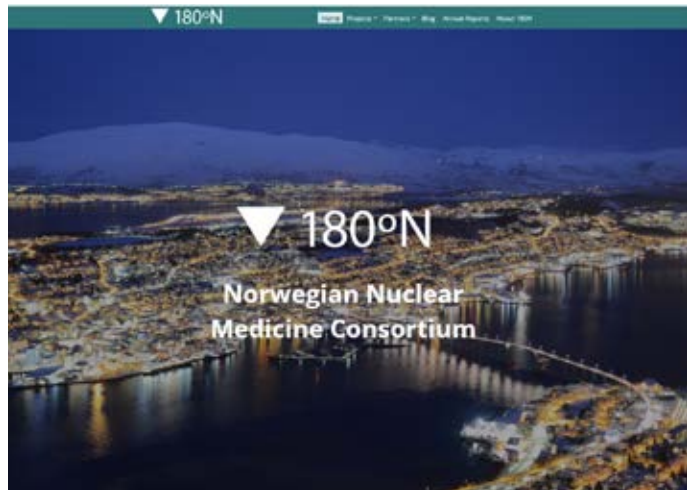 180ºN
Home Projects Partners Blog Annual Reports About 180N
180ºN
Norwegian Nuclear
Medicine Consortium